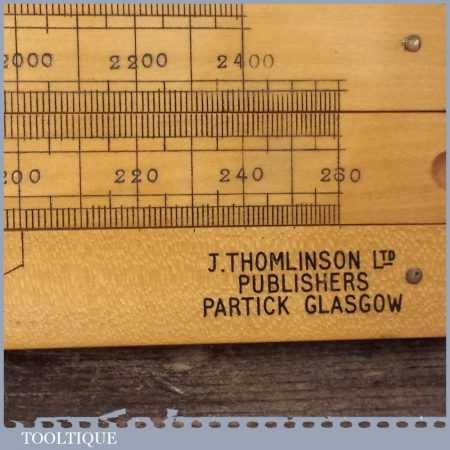 2000 2200 2400
200 220 240 260
J. THOMLINSON LTD
PUBLISHERS
PARTICK GLASGOW
TOOLTIQUE